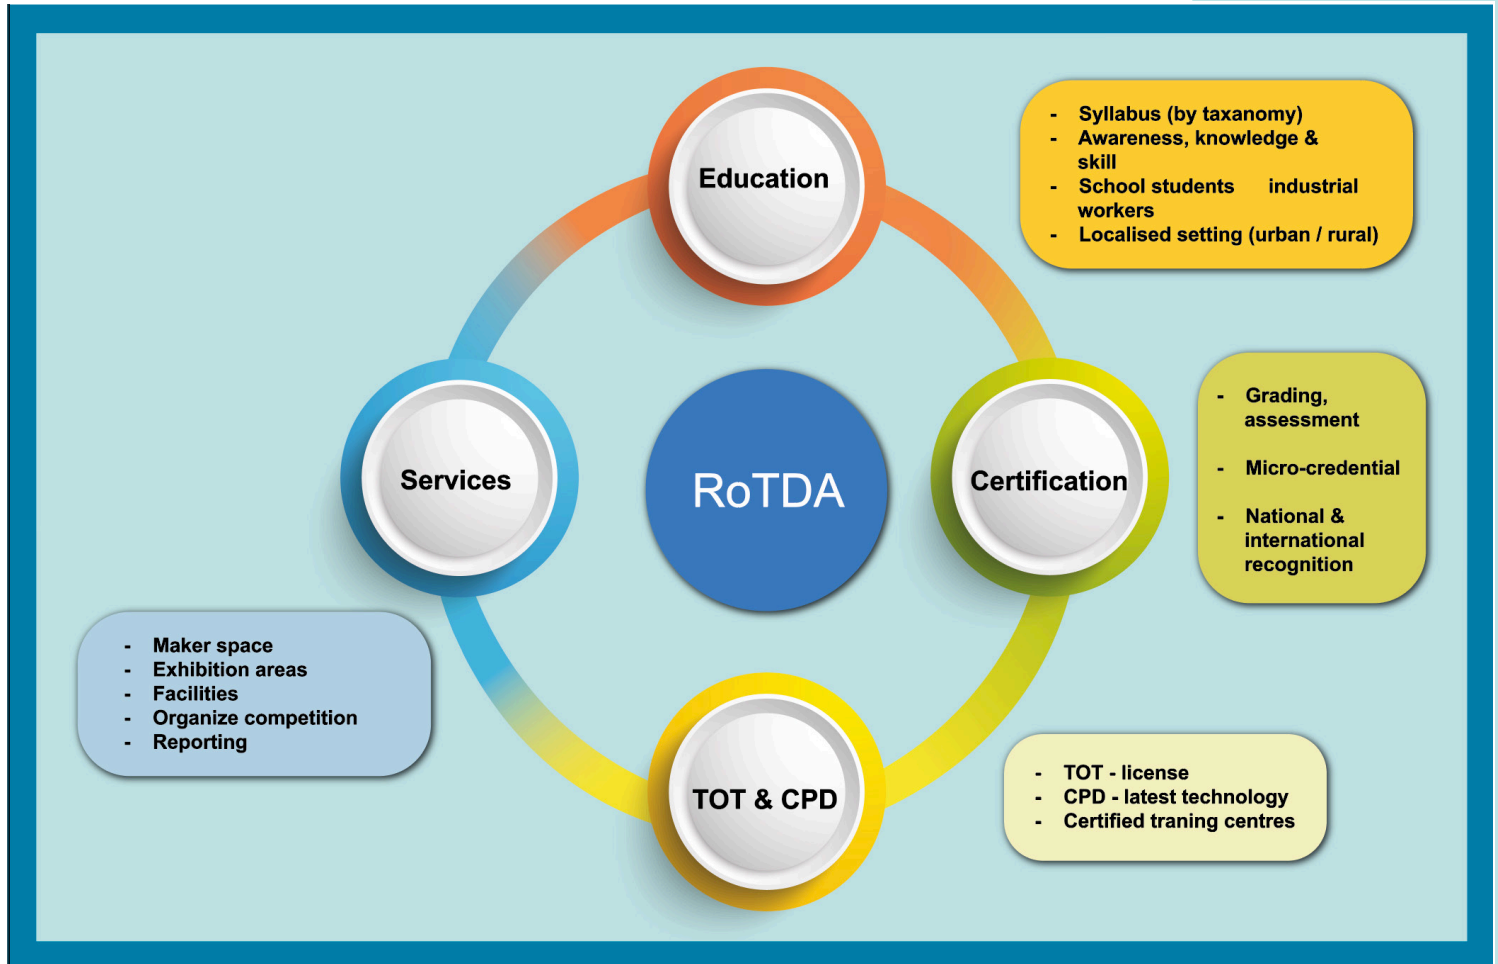 Education
- Syllabus (by taxanomy)
- Awareness, knowledge &
skill
- School students industrial
workers
- Localised setting (urban / rural)
Services
RoTDA
Certification
- Grading,
assessment
- Micro-credential
- National &
international
recognition
- Maker space
- Exhibition areas
- Facilities
- Organize competition
- Reporting
TOT & CPD
- TOT - license
- CPD - latest technology
- Certified traning centres